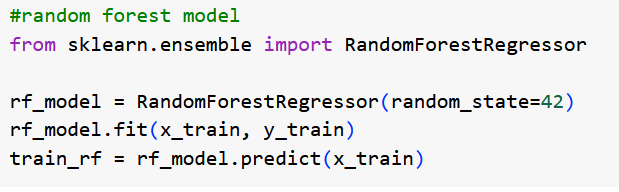 #random forest model
from sklearn.ensemble import RandomForestRegressor
rf_model = RandomForestRegressor(random_state=42)
rf_model.fit(x_train, y_train)
train_rf = rf_model.predict(x_train)